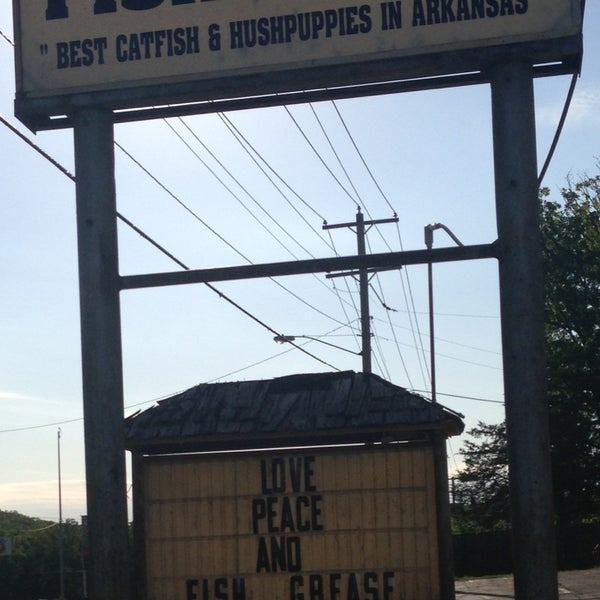 " BEST CATFISH & HUSHPUPPIES IN ARKANSAS
LOVE
PEACE
AND
FISH GREASE